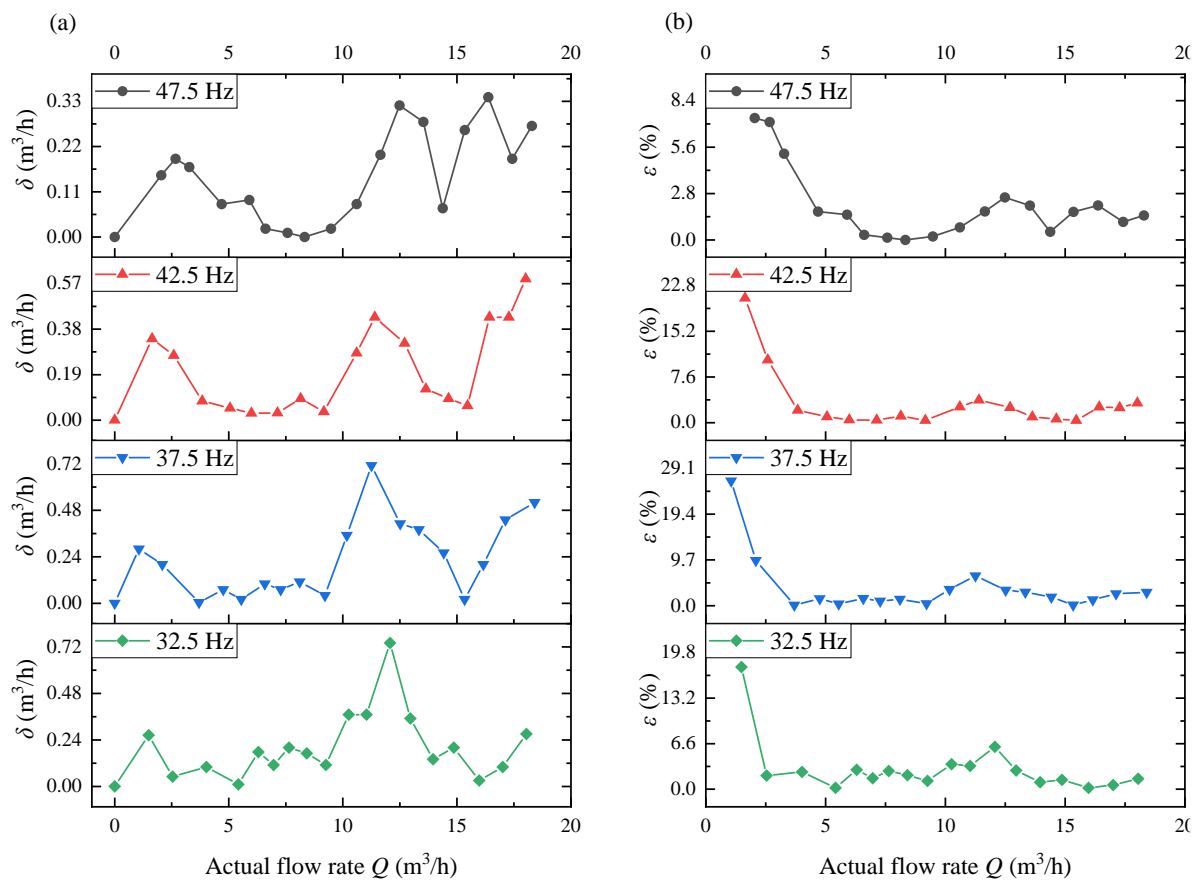 (a)
0 5 10 15 20
47.5 Hz
0.33
0.22
0.11
0.00
δ (m³/h)
42.5 Hz
0.57
0.38
0.19
0.00
δ (m³/h)
37.5 Hz
0.72
0.48
0.24
0.00
δ (m³/h)
32.5 Hz
0.72
0.48
0.24
0.00
δ (m³/h)
0 5 10 15 20
Actual flow rate Q (m³/h)
(b)
0 5 10 15 20
47.5 Hz
8.4
5.6
2.8
0.0
ε (%)
42.5 Hz
22.8
15.2
7.6
0.0
ε (%)
37.5 Hz
29.1
19.4
9.7
0.0
ε (%)
32.5 Hz
19.8
13.2
6.6
0.0
ε (%)
0 5 10 15 20
Actual flow rate Q (m³/h)